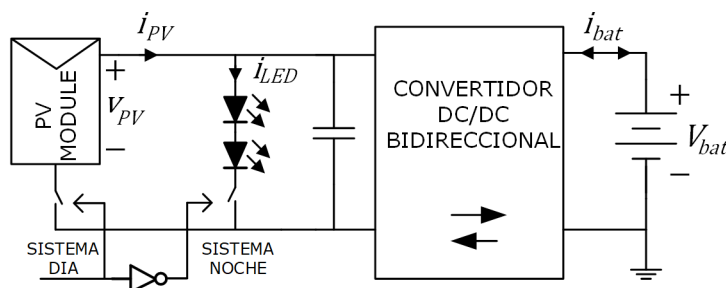 i_PV
i_bat
PV
MODULE
+
v_PV
−
i_LED
CONVERTIDOR
DC/DC
BIDIRECCIONAL
+
V_bat
−
SISTEMA
DIA
SISTEMA
NOCHE